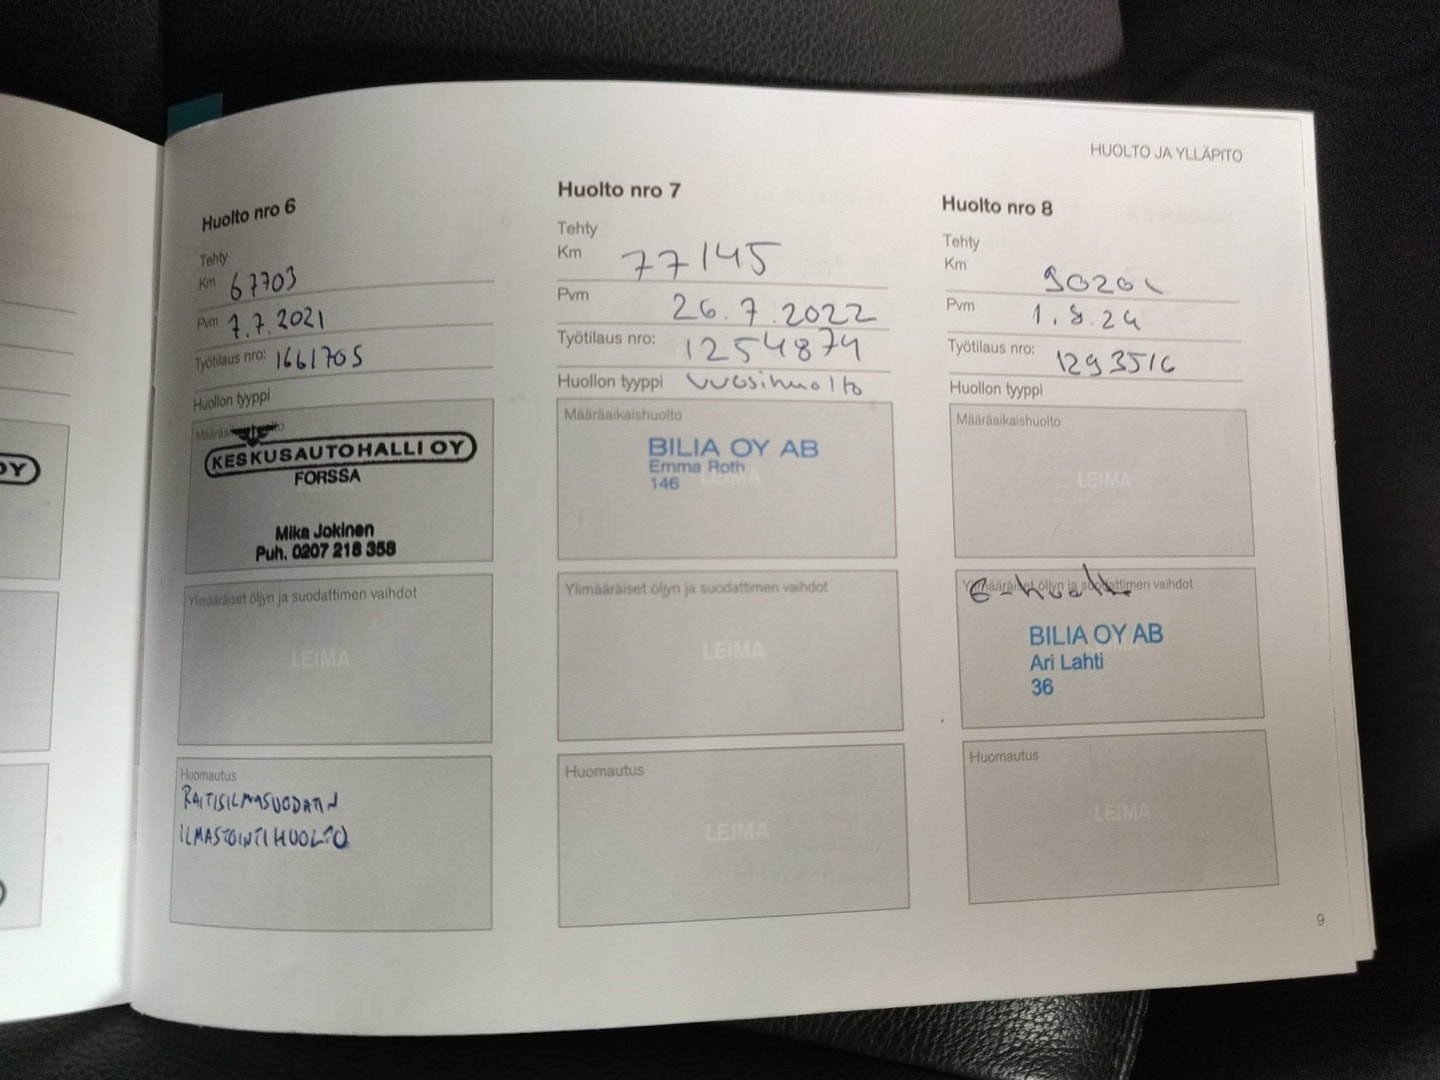 HUOLTO JA YLLÄPITO
Huolto nro 6
Tehty
Km 67703
Pvm 7.7.2021
Työtilaus nro: 1661705
Huollon tyyppi
Määräaikaishuolto
KESKUSAUTOHALLI OY
FORSSA
Mika Jokinen
Puh. 0207 218 358
Ylimääräiset öljyn ja suodattimen vaihdot
LEIMA
Huomautus
RAITISILMASUODATIN
ILMASTOINTIHUOLTO
Huolto nro 7
Tehty
Km 77145
Pvm 26.7.2022
Työtilaus nro: 1254874
Huollon tyyppi vuosihuolto
Määräaikaishuolto
BILIA OY AB
Emma Roth
LEIMA
146
Ylimääräiset öljyn ja suodattimen vaihdot
LEIMA
Huomautus
LEIMA
Huolto nro 8
Tehty
Km
Pvm 1.8.24
Työtilaus nro: 1293516
Huollon tyyppi
Määräaikaishuolto
LEIMA
Ylimääräiset öljyn ja suodattimen vaihdot
BILIA OY AB
Ari Lahti
36
Huomautus
LEIMA
9
OY